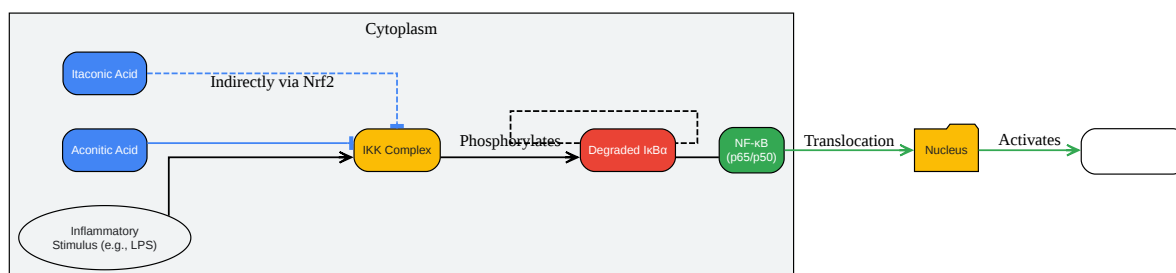 Cytoplasm
Itaconic Acid
Indirectly via Nrf2
Aconitic Acid
IKK Complex
Phosphorylates
Degraded IκBα
NF-κB
(p65/p50)
Translocation
Nucleus
Activates
Inflammatory
Stimulus (e.g., LPS)